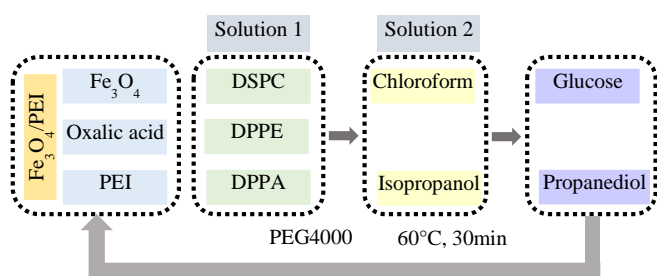 Solution 1
Solution 2
Fe₃O₄/PEI
Fe₃O₄
Oxalic acid
PEI
DSPC
DPPE
DPPA
Chloroform
Isopropanol
Glucose
Propanediol
PEG4000
60°C, 30min